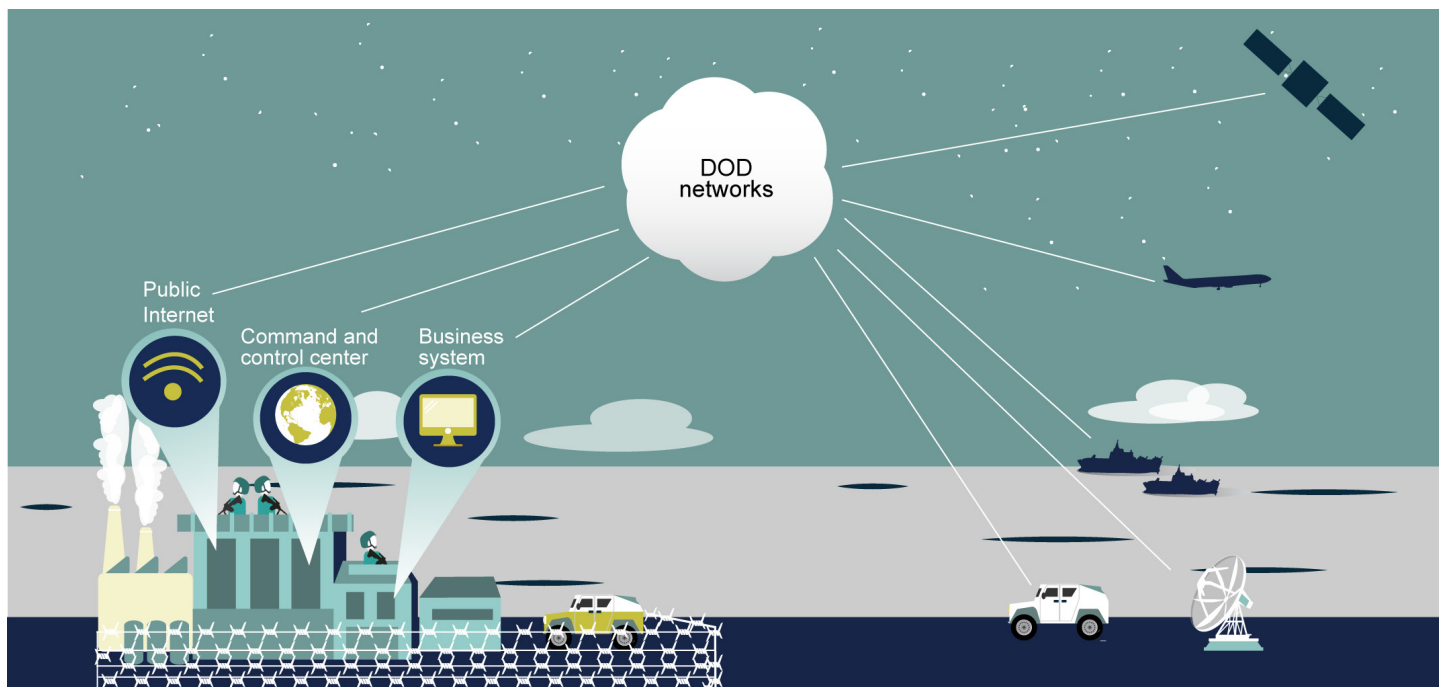 DOD
networks
Public
Internet
Command and
control center
Business
system